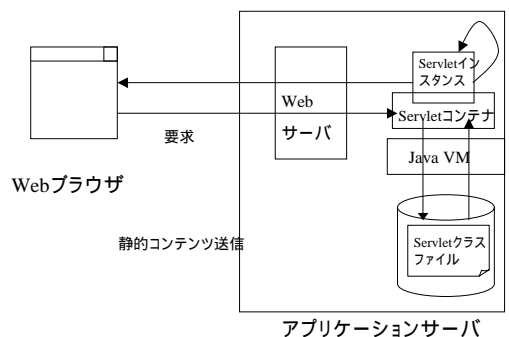 Servletイン
スタンス
Web
サーバ
Servletコンテナ
要求
Java VM
Webブラウザ
静的コンテンツ送信
Servletクラス
ファイル
アプリケーションサーバ